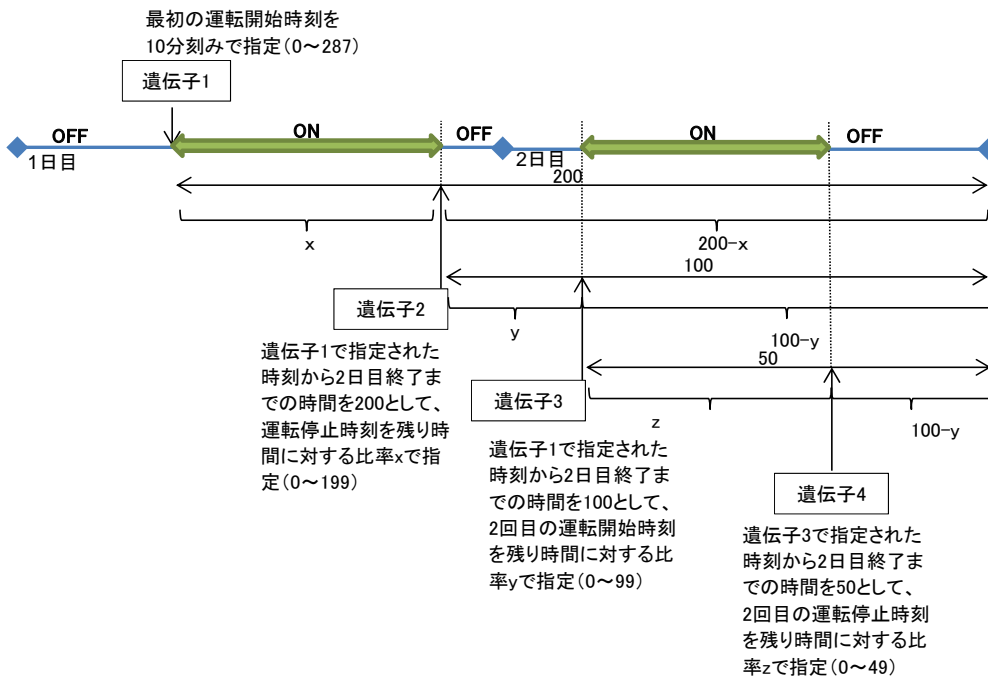 最初の運転開始時刻を
10分刻みで指定(0～287)
遺伝子1
OFF
ON
OFF
ON
OFF
1日目
2日目
200
x
200-x
100
遺伝子2
y
100-y
遺伝子1で指定された
時刻から2日目終了ま
での時間を200として、
運転停止時刻を残り時
間に対する比率xで指
定(0～199)
50
遺伝子3
z
100-y
遺伝子1で指定された
時刻から2日目終了ま
での時間を100として、
2回目の運転開始時刻
を残り時間に対する比
率yで指定(0～99)
遺伝子4
遺伝子3で指定された
時刻から2日目終了ま
での時間を50として、
2回目の運転停止時刻
を残り時間に対する比
率zで指定(0～49)